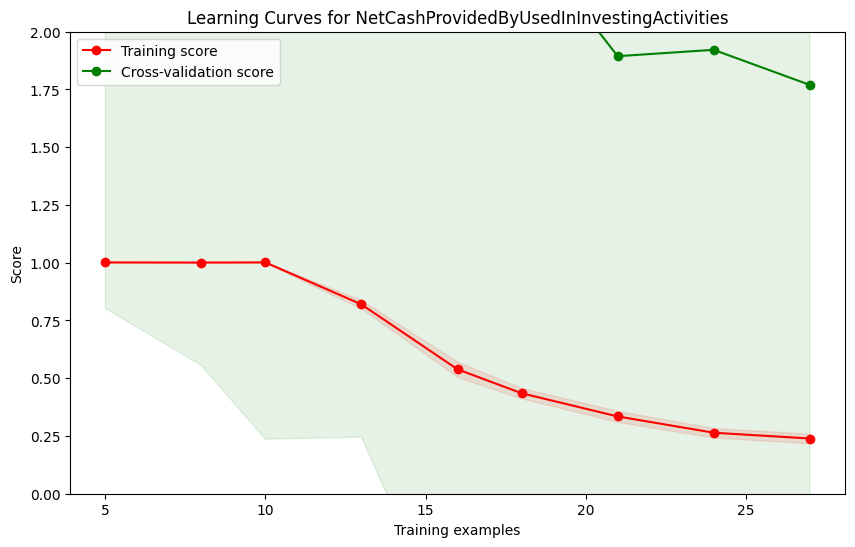 Learning Curves for NetCashProvidedByUsedInInvestingActivities
2.00
1.75
1.50
1.25
1.00
0.75
0.50
0.25
0.00
Score
Training score
Cross-validation score
5
10
15
20
25
Training examples